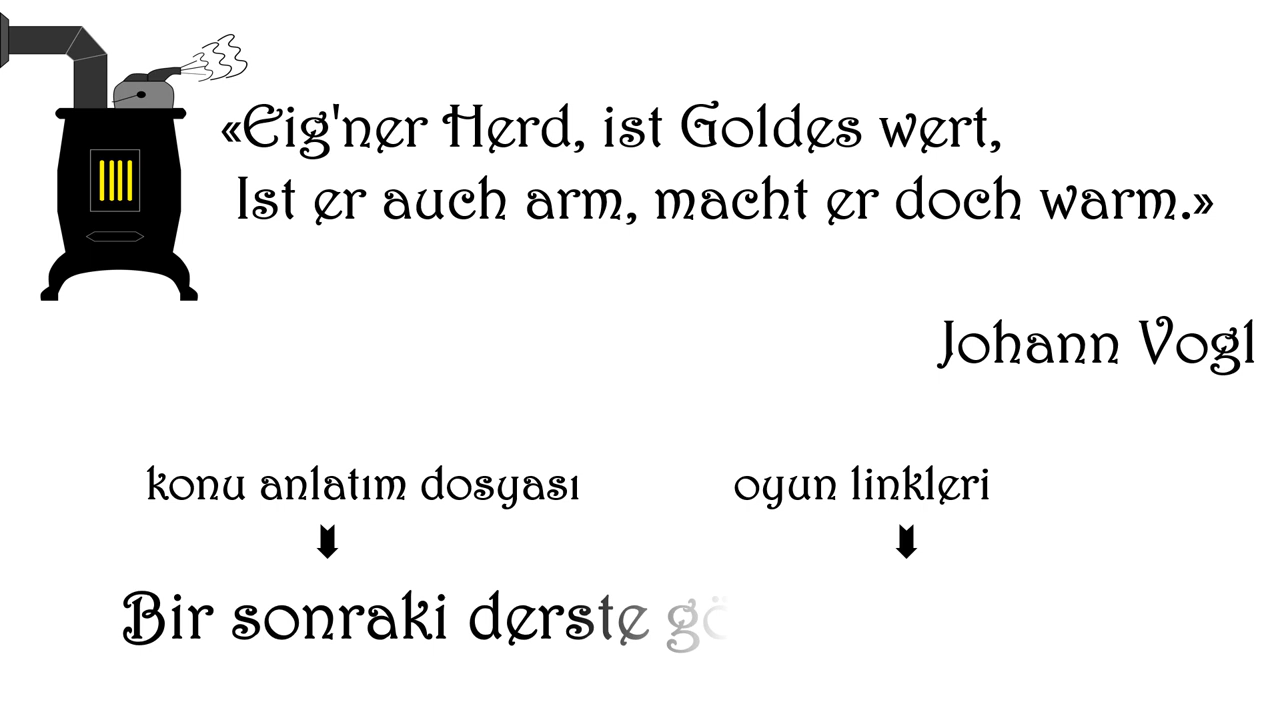 «Eig'ner Herd, ist Goldes wert,
Ist er auch arm, macht er doch warm.»
Johann Vogl
konu anlatım dosyası
oyun linkleri
Bir sonraki derste